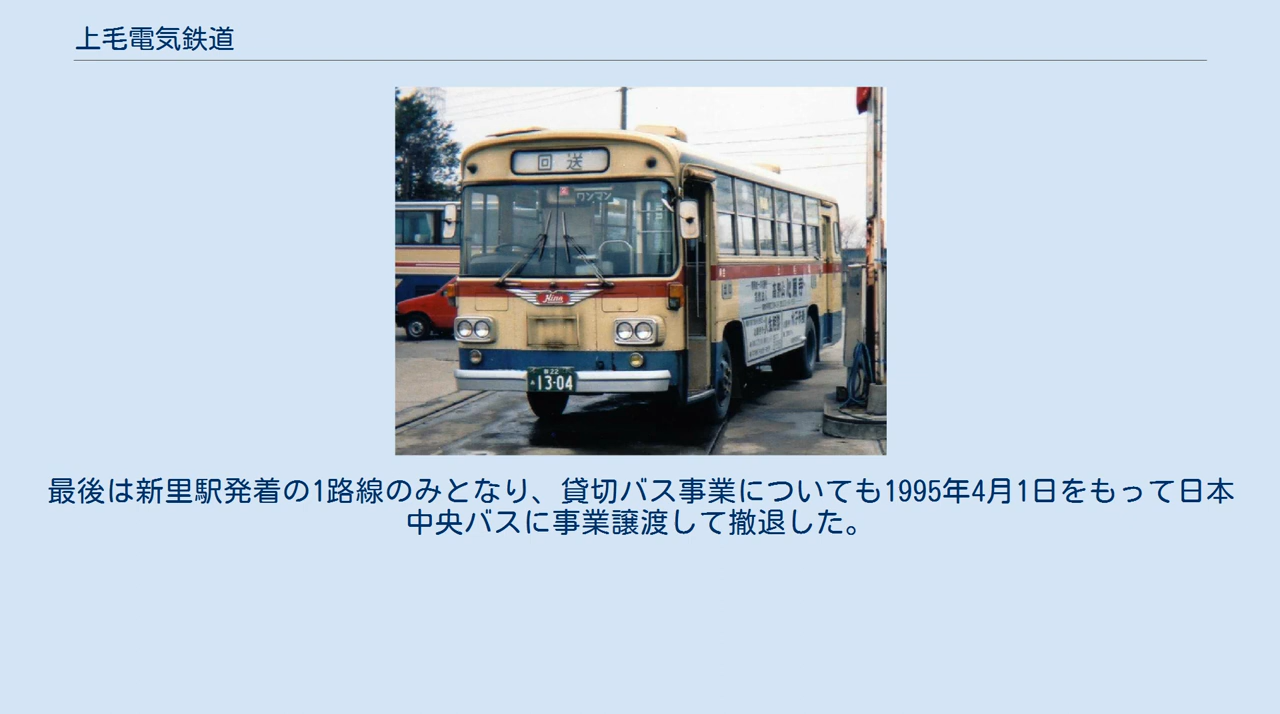 上毛電気鉄道
回送
ワンマン
Hino
群22
13-04
最後は新里駅発着の1路線のみとなり、貸切バス事業についても1995年4月1日をもって日本
中央バスに事業譲渡して撤退した。